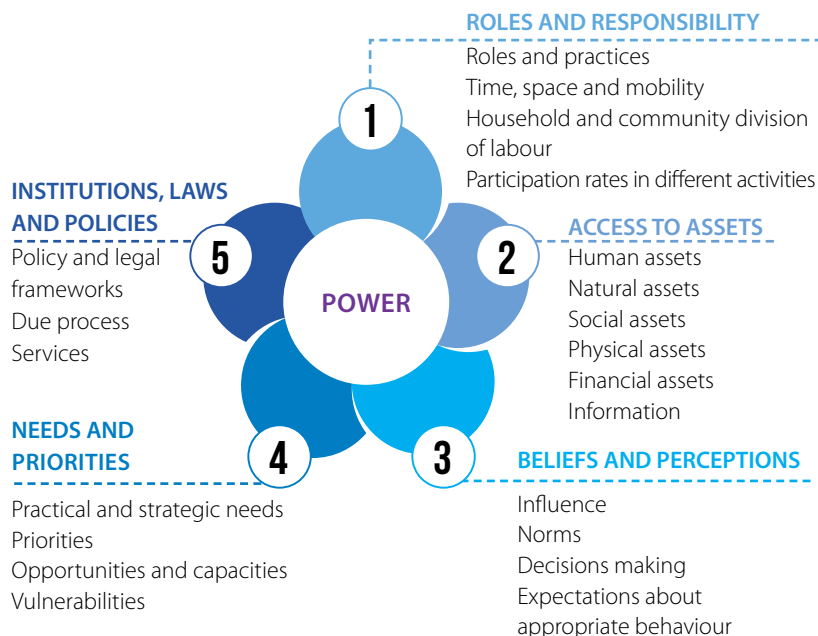 ROLES AND RESPONSIBILITY
Roles and practices
Time, space and mobility
Household and community division
of labour
Participation rates in different activities
1
ACCESS TO ASSETS
2
Human assets
Natural assets
Social assets
Physical assets
Financial assets
Information
BELIEFS AND PERCEPTIONS
3
Influence
Norms
Decisions making
Expectations about
appropriate behaviour
NEEDS AND
PRIORITIES
4
Practical and strategic needs
Priorities
Opportunities and capacities
Vulnerabilities
INSTITUTIONS, LAWS
AND POLICIES
5
Policy and legal
frameworks
Due process
Services
POWER